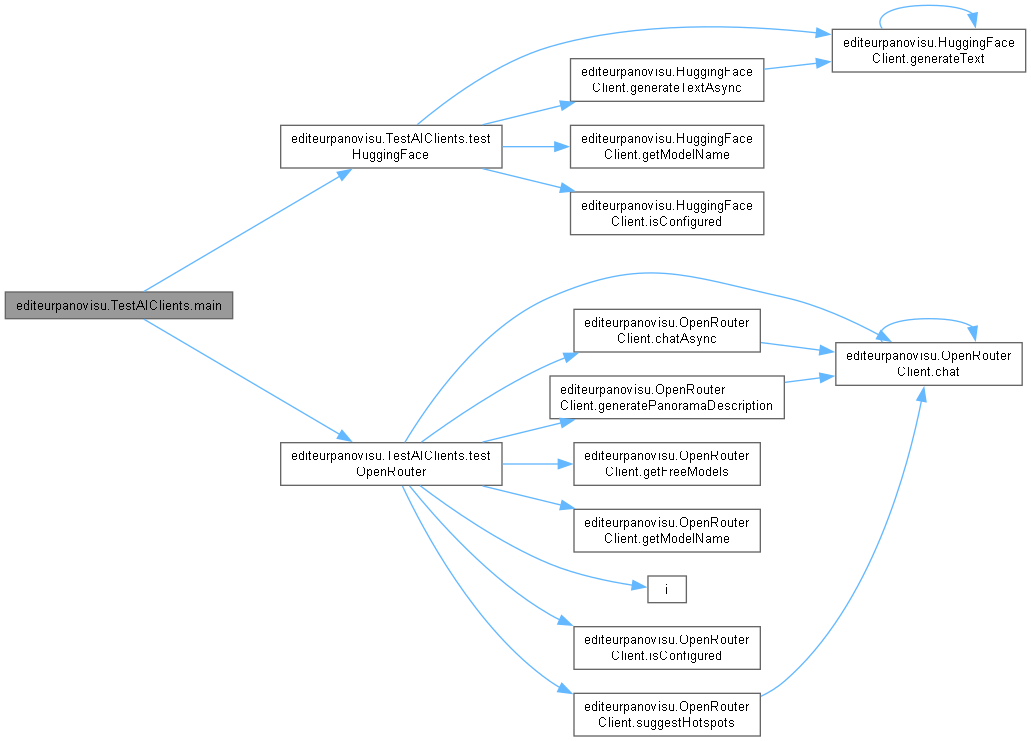 editeurpanovisu.HuggingFace
Client.generateText
editeurpanovisu.HuggingFace
Client.generateTextAsync
editeurpanovisu.TestAIClients.test
HuggingFace
editeurpanovisu.HuggingFace
Client.getModelName
editeurpanovisu.HuggingFace
Client.isConfigured
editeurpanovisu.TestAIClients.main
editeurpanovisu.OpenRouter
Client.chatAsync
editeurpanovisu.OpenRouter
Client.chat
editeurpanovisu.OpenRouter
Client.generatePanoramaDescription
editeurpanovisu.TestAIClients.test
OpenRouter
editeurpanovisu.OpenRouter
Client.getFreeModels
editeurpanovisu.OpenRouter
Client.getModelName
i
editeurpanovisu.OpenRouter
Client.isConfigured
editeurpanovisu.OpenRouter
Client.suggestHotspots